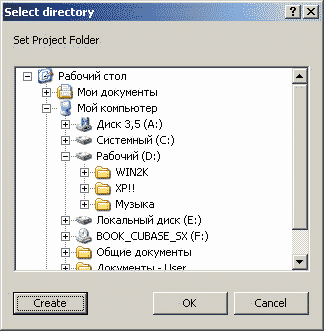 Select directory
Set Project Folder
Рабочий стол
Мои документы
Мой компьютер
Диск 3,5 (A:)
Системный (C:)
Рабочий (D:)
WIN2K
XP!!
Музыка
Локальный диск (E:)
BOOK_CUBASE_SX (F:)
Общие документы
Документы - User
Create OK Cancel